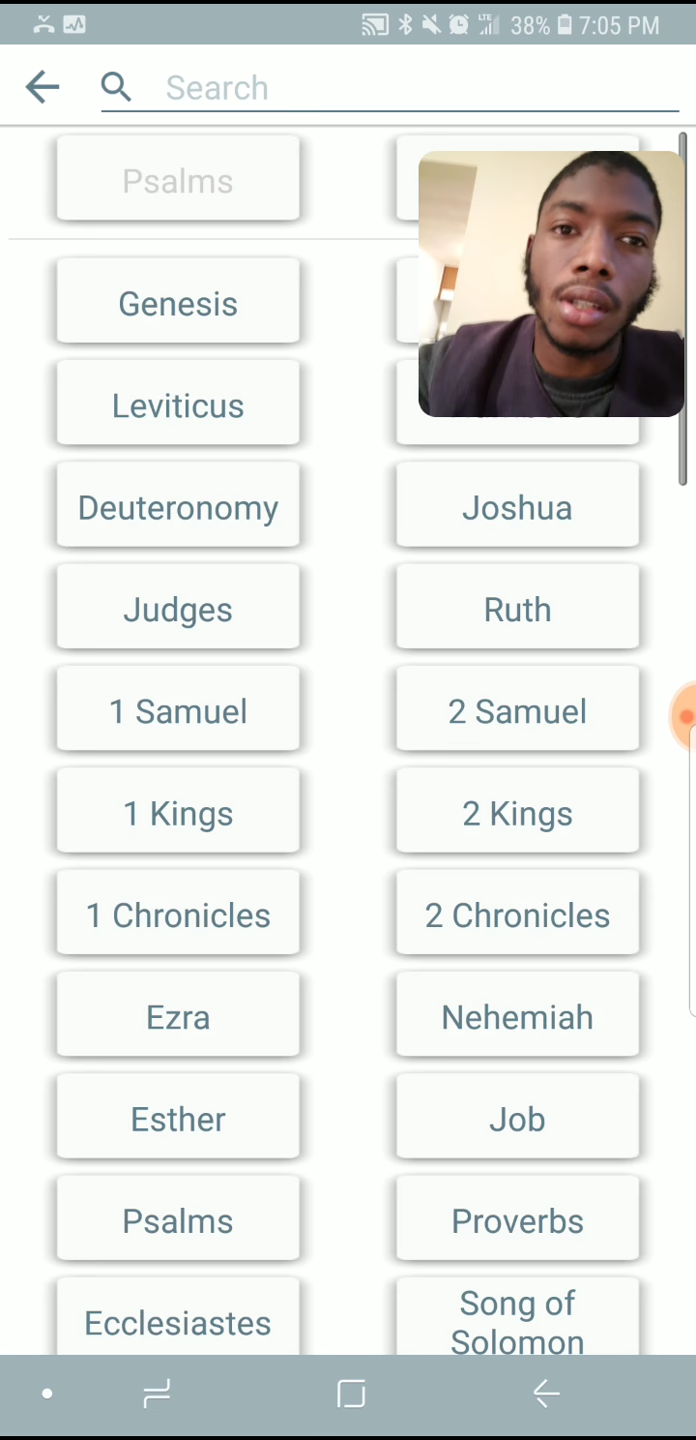 LTE 38% 7:05 PM
Search
Psalms
Genesis
Leviticus
Deuteronomy Joshua
Judges Ruth
1 Samuel 2 Samuel
1 Kings 2 Kings
1 Chronicles 2 Chronicles
Ezra Nehemiah
Esther Job
Psalms Proverbs
Ecclesiastes Song of
Solomon